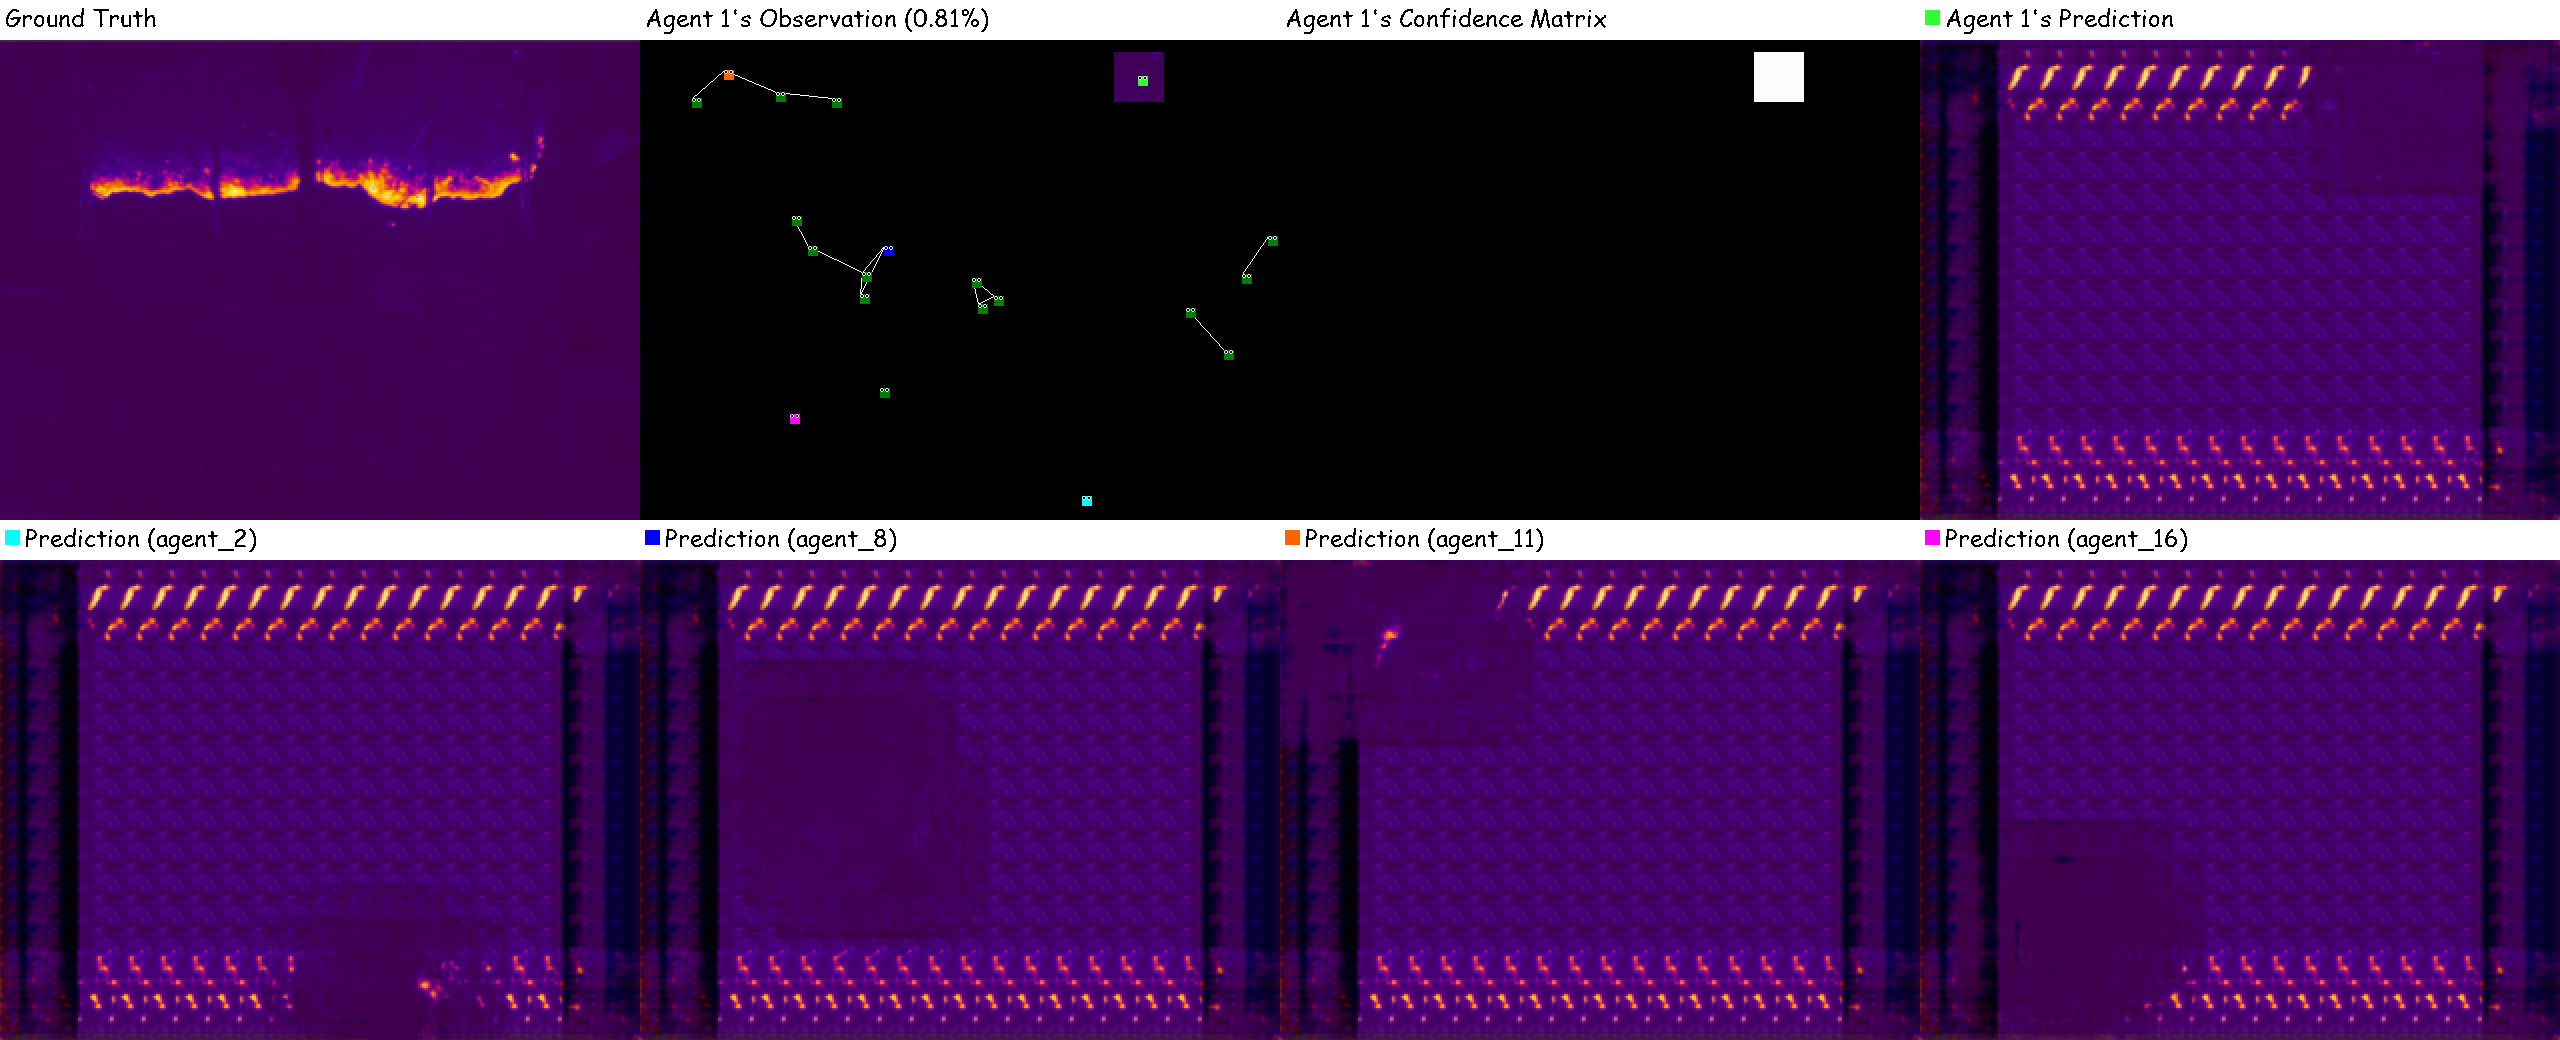 Ground Truth
Agent 1's Observation (0.81%)
Agent 1's Confidence Matrix
Agent 1's Prediction
Prediction (agent_2)
Prediction (agent_8)
Prediction (agent_11)
Prediction (agent_16)